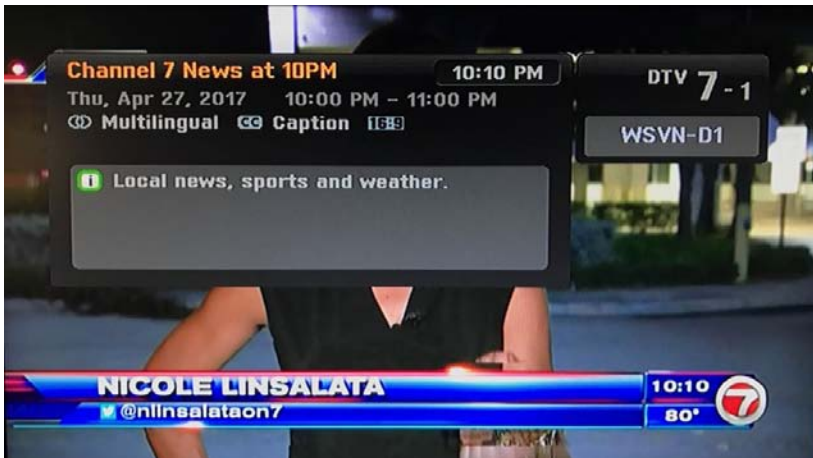 Channel 7 News at 10PM
10:10 PM
Thu, Apr 27, 2017 10:00 PM - 11:00 PM
Multilingual CC Caption 16:9
i Local news, sports and weather.
DTV 7-1
WSVN-D1
NICOLE LINSALATA
@nlinsalataon7
10:10
80°
7